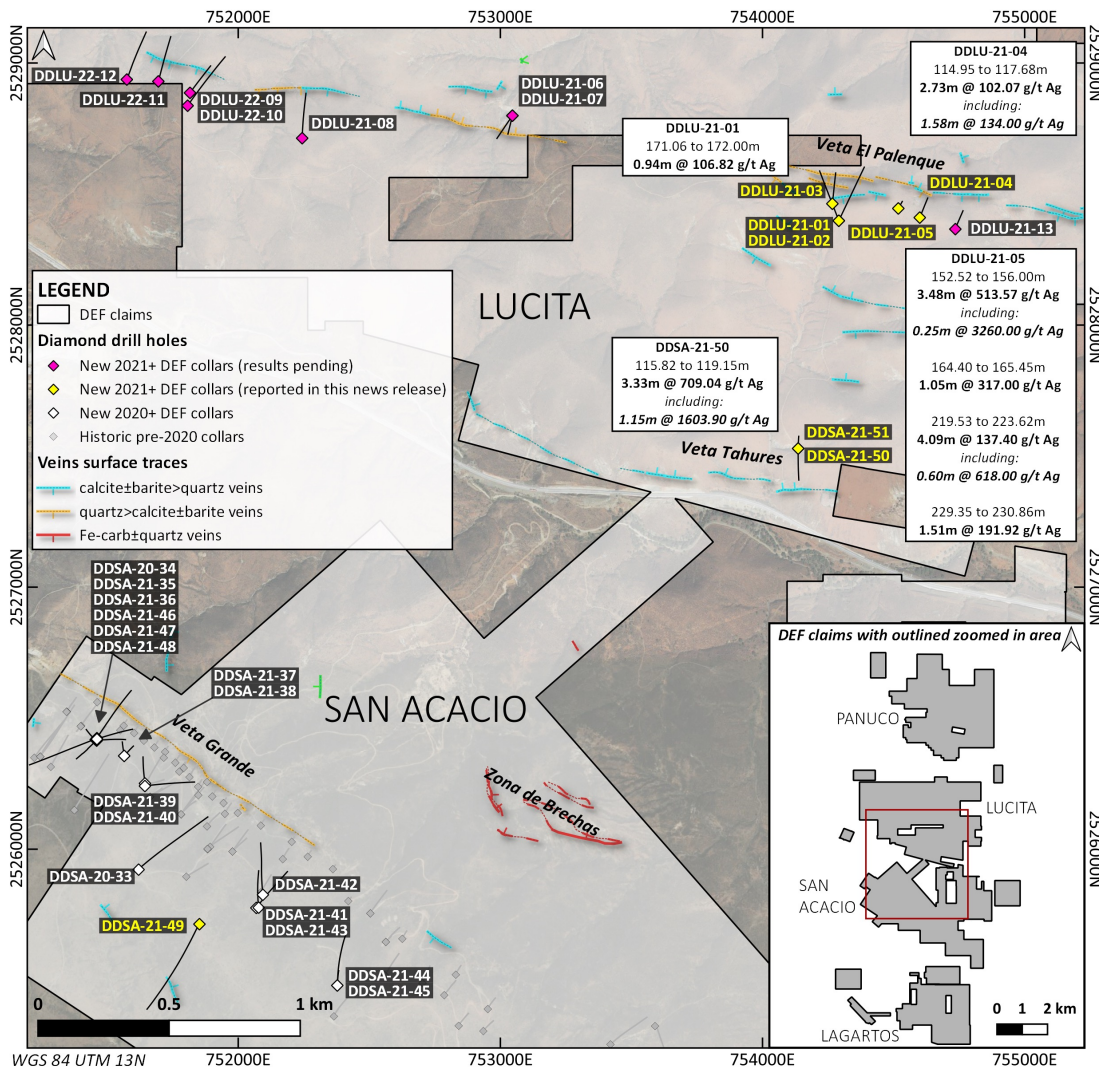 752000E
753000E
754000E
755000E
2529000N
2528000N
2527000N
2526000N
2529000N
2528000N
2527000N
2526000N
DDLU-22-12
DDLU-22-11
DDLU-22-09
DDLU-22-10
DDLU-21-08
DDLU-21-06
DDLU-21-07
DDLU-21-01
171.06 to 172.00m
0.94m @ 106.82 g/t Ag
DDLU-21-04
114.95 to 117.68m
2.73m @ 102.07 g/t Ag
including:
1.58m @ 134.00 g/t Ag
Veta El Palenque
DDLU-21-03
DDLU-21-04
DDLU-21-01
DDLU-21-02
DDLU-21-05
DDLU-21-13
DDLU-21-05
152.52 to 156.00m
3.48m @ 513.57 g/t Ag
including:
0.25m @ 3260.00 g/t Ag
164.40 to 165.45m
1.05m @ 317.00 g/t Ag
219.53 to 223.62m
4.09m @ 137.40 g/t Ag
including:
0.60m @ 618.00 g/t Ag
229.35 to 230.86m
1.51m @ 191.92 g/t Ag
LUCITA
LEGEND
DEF claims
Diamond drill holes
New 2021+ DEF collars (results pending)
New 2021+ DEF collars (reported in this news release)
New 2020+ DEF collars
Historic pre-2020 collars
Veins surface traces
calcite±barite>quartz veins
quartz>calcite±barite veins
Fe-carb±quartz veins
DDSA-21-50
115.82 to 119.15m
3.33m @ 709.04 g/t Ag
including:
1.15m @ 1603.90 g/t Ag
Veta Tahures
DDSA-21-51
DDSA-21-50
DDSA-20-34
DDSA-21-35
DDSA-21-36
DDSA-21-46
DDSA-21-47
DDSA-21-48
DDSA-21-37
DDSA-21-38
SAN ACACIO
Veta Grande
Zona de Brechas
DDSA-21-39
DDSA-21-40
DDSA-20-33
DDSA-21-42
DDSA-21-41
DDSA-21-43
DDSA-21-49
DDSA-21-44
DDSA-21-45
0 0.5 1 km
WGS 84 UTM 13N
752000E
753000E
754000E
755000E
DEF claims with outlined zoomed in area
PANUCO
LUCITA
SAN
ACACIO
LAGARTOS
0 1 2 km